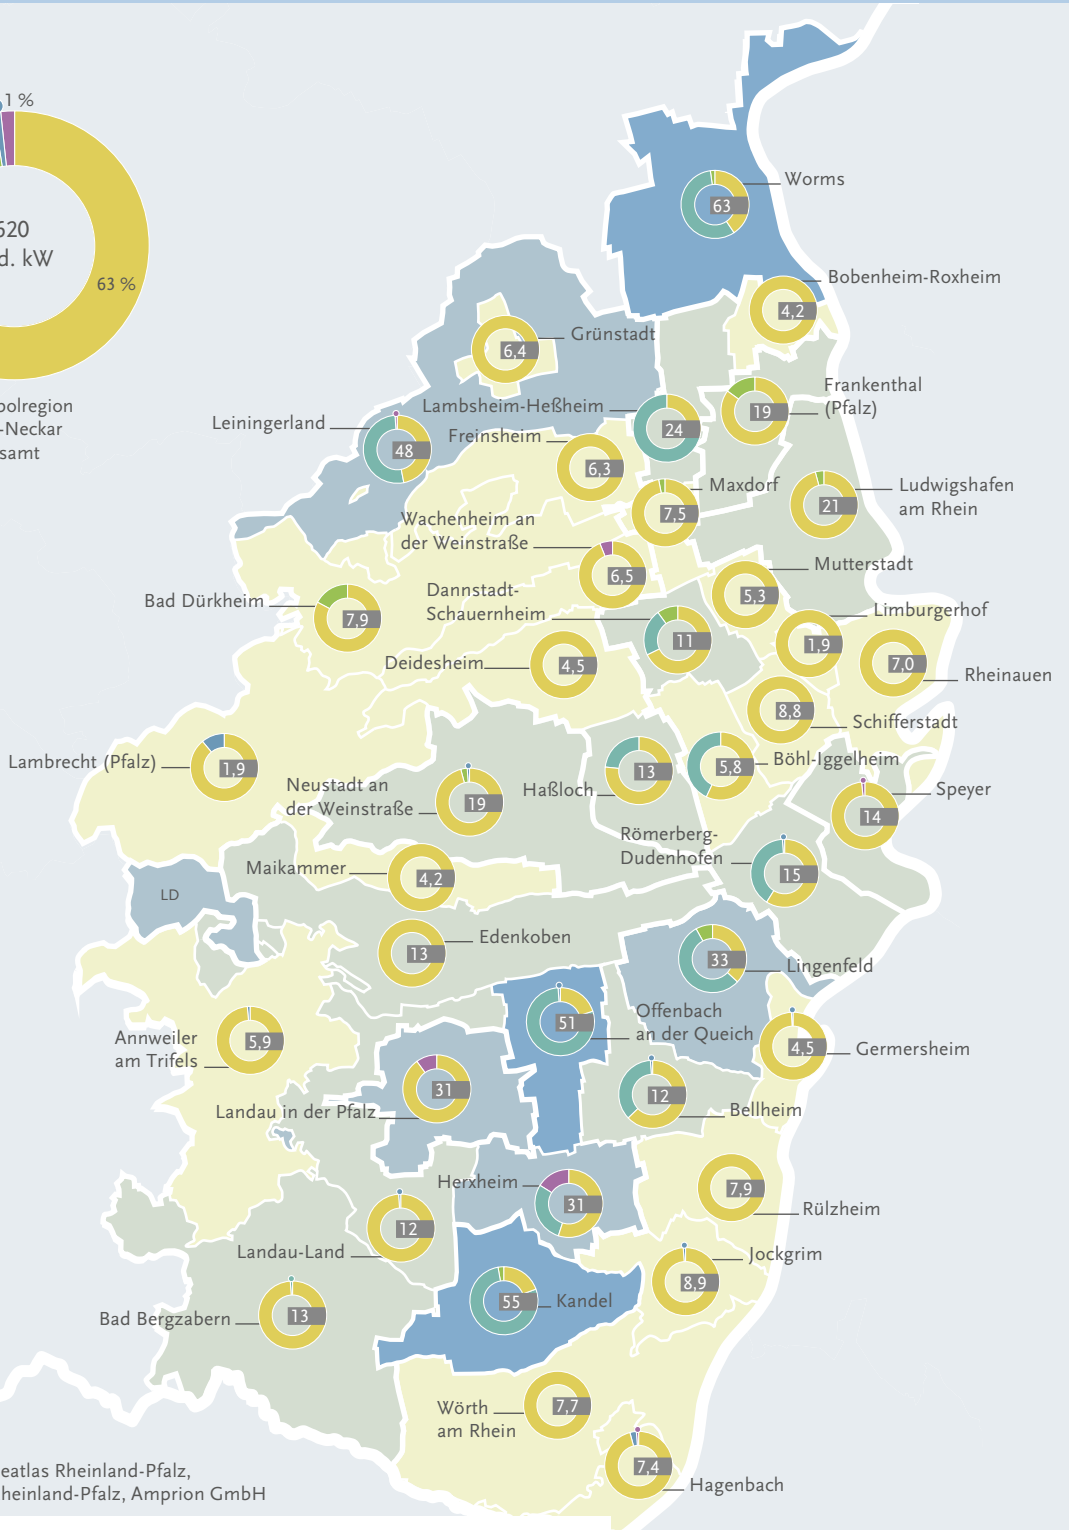 1 %
63 %
620
d. kW
oolregion
-Neckar
samt
Worms
63
Bobenheim-Roxheim
4,2
Grünstadt
6,4
Frankenthal
(Pfalz)
19
Lambsheim-Heßheim
24
Leiningerland
48
Freinsheim
6,3
Maxdorf
7,5
Ludwigshafen
am Rhein
21
Wachenheim an
der Weinstraße
6,5
Mutterstadt
5,3
Bad Dürkheim
7,9
Dannstadt-
Schauernheim
11
Limburgerhof
1,9
Deidesheim
4,5
Rheinauen
7,0
Schifferstadt
8,8
Lambrecht (Pfalz)
1,9
Böhl-Iggelheim
5,8
Neustadt an
der Weinstraße
19
Haßloch
13
Speyer
14
Römerberg-
Dudenhofen
15
Maikammer
4,2
LD
Edenkoben
13
Lingenfeld
33
Offenbach
an der Queich
51
Annweiler
am Trifels
5,9
Germersheim
4,5
Landau in der Pfalz
31
Bellheim
12
Herxheim
31
Rülzheim
7,9
Landau-Land
12
Jockgrim
8,9
Bad Bergzabern
13
Kandel
55
Wörth
am Rhein
7,7
Hagenbach
7,4
eatlas Rheinland-Pfalz,
heinland-Pfalz, Amprion GmbH